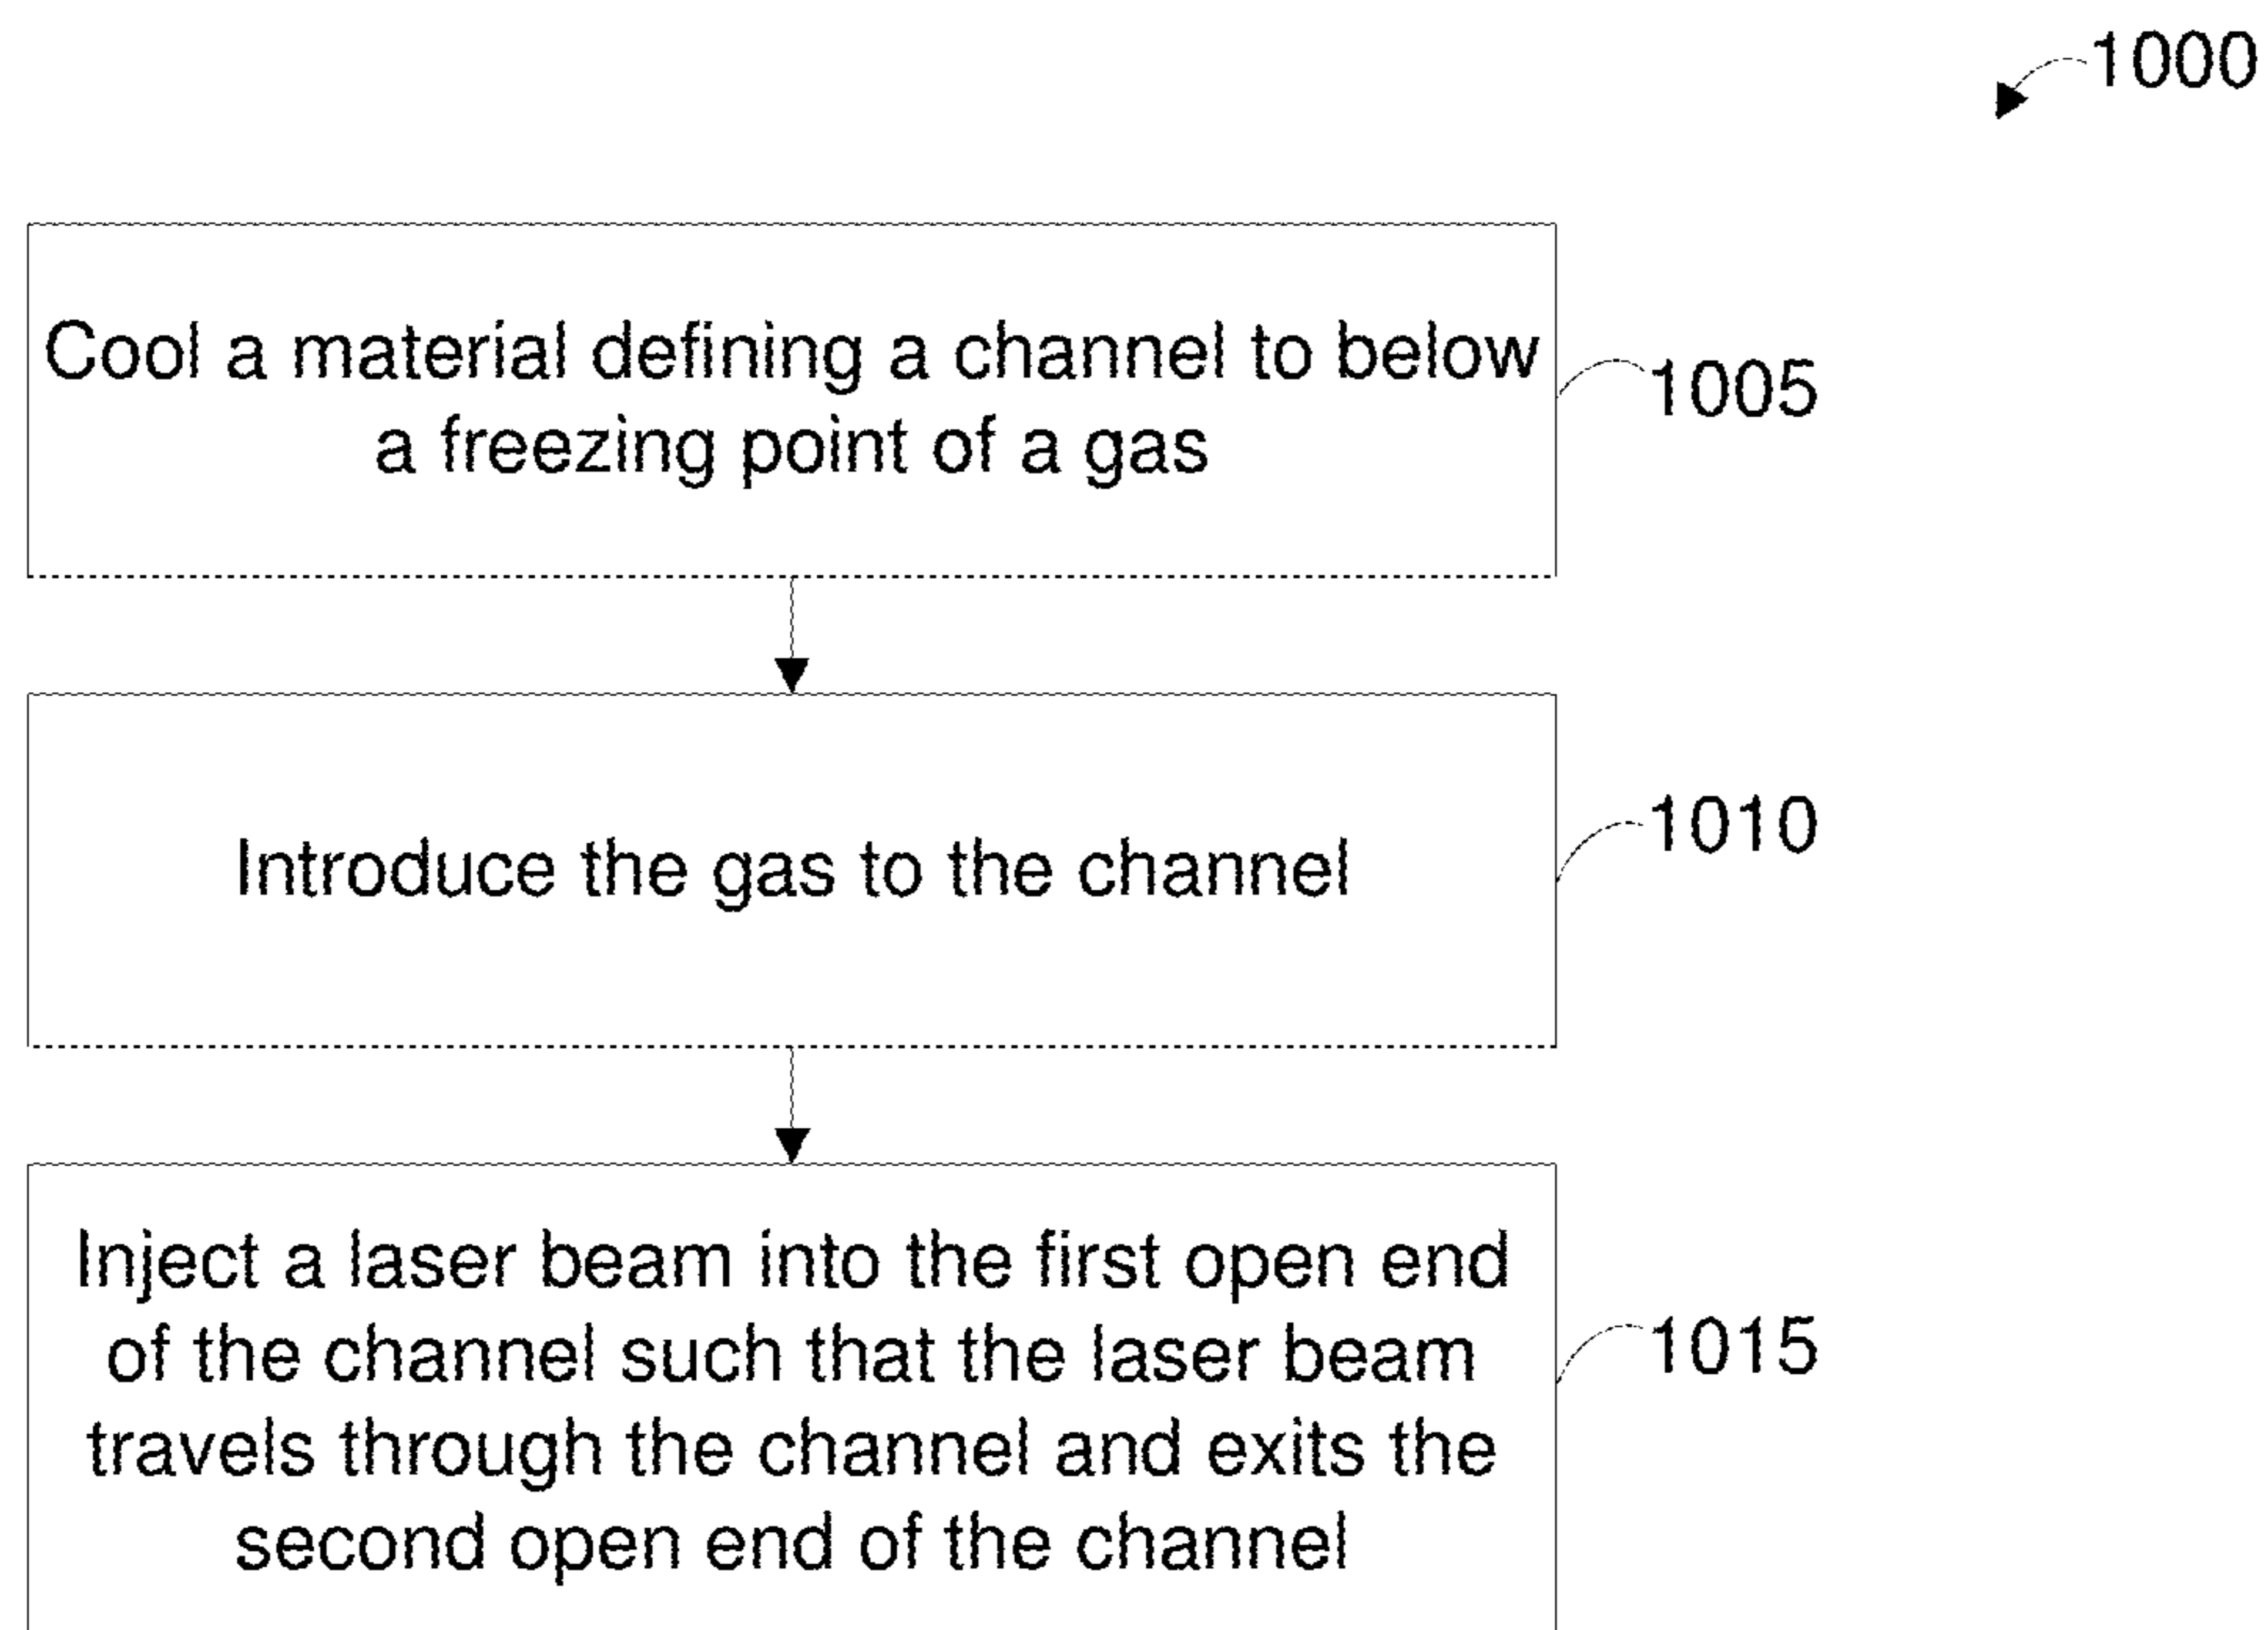 1000
Cool a material defining a channel to below
a freezing point of a gas
1005
Introduce the gas to the channel
1010
Inject a laser beam into the first open end
of the channel such that the laser beam
travels through the channel and exits the
second open end of the channel
1015